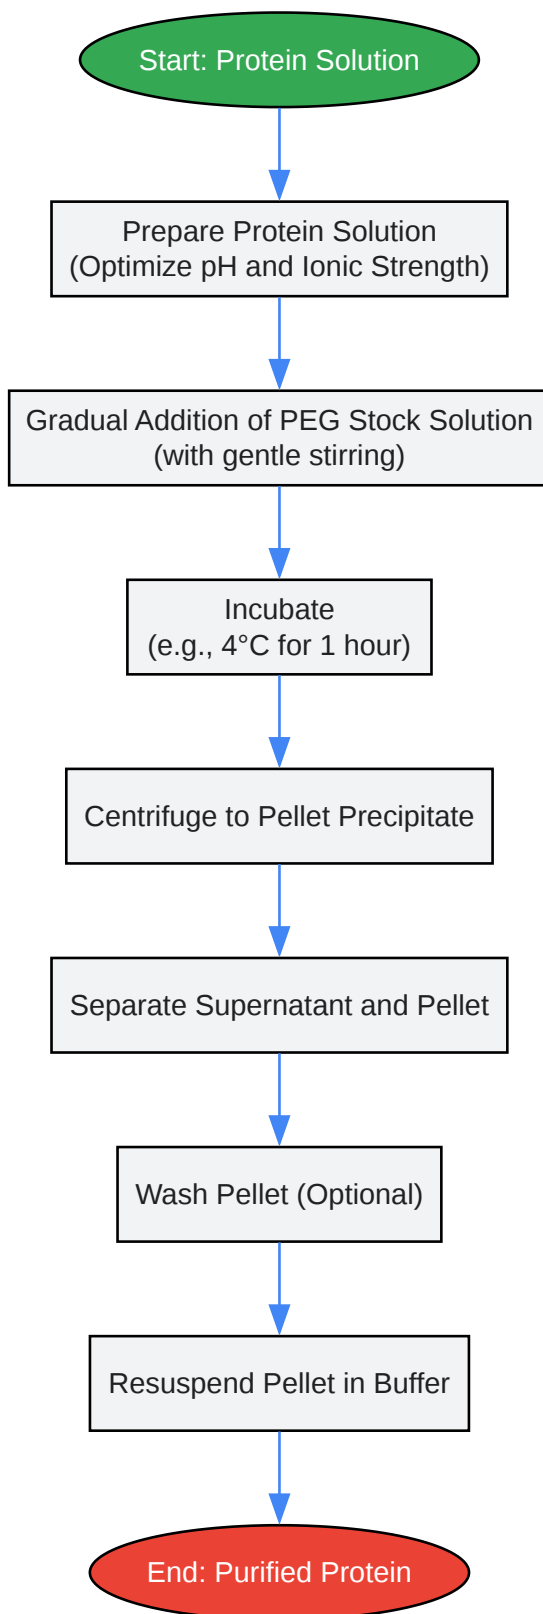 Start: Protein Solution
Prepare Protein Solution
(Optimize pH and Ionic Strength)
Gradual Addition of PEG Stock Solution
(with gentle stirring)
Incubate
(e.g., 4°C for 1 hour)
Centrifuge to Pellet Precipitate
Separate Supernatant and Pellet
Wash Pellet (Optional)
Resuspend Pellet in Buffer
End: Purified Protein